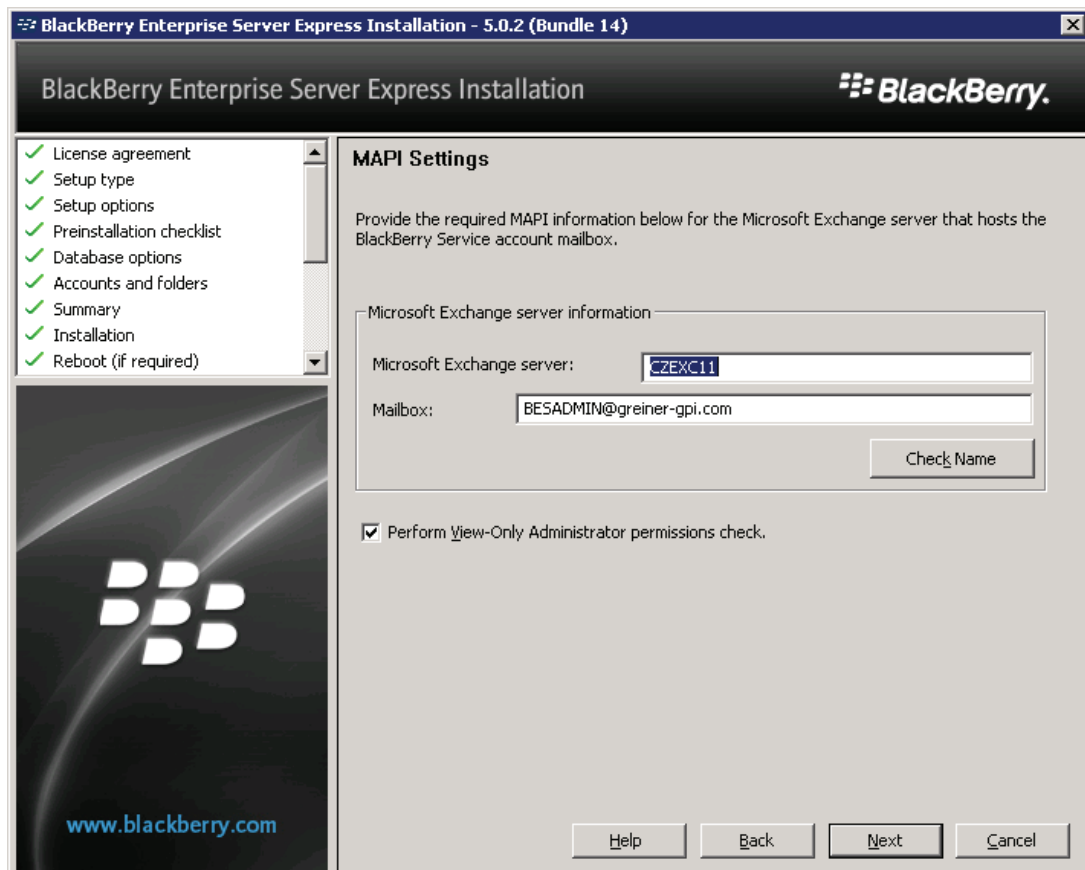 BlackBerry Enterprise Server Express Installation - 5.0.2 (Bundle 14)
BlackBerry Enterprise Server Express Installation
BlackBerry.
License agreement
Setup type
Setup options
Preinstallation checklist
Database options
Accounts and folders
Summary
Installation
Reboot (if required)
www.blackberry.com
MAPI Settings
Provide the required MAPI information below for the Microsoft Exchange server that hosts the
BlackBerry Service account mailbox.
Microsoft Exchange server information
Microsoft Exchange server: CZEXC11
Mailbox: BESADMIN@greiner-gpi.com
Check Name
Perform View-Only Administrator permissions check.
Help Back Next Cancel